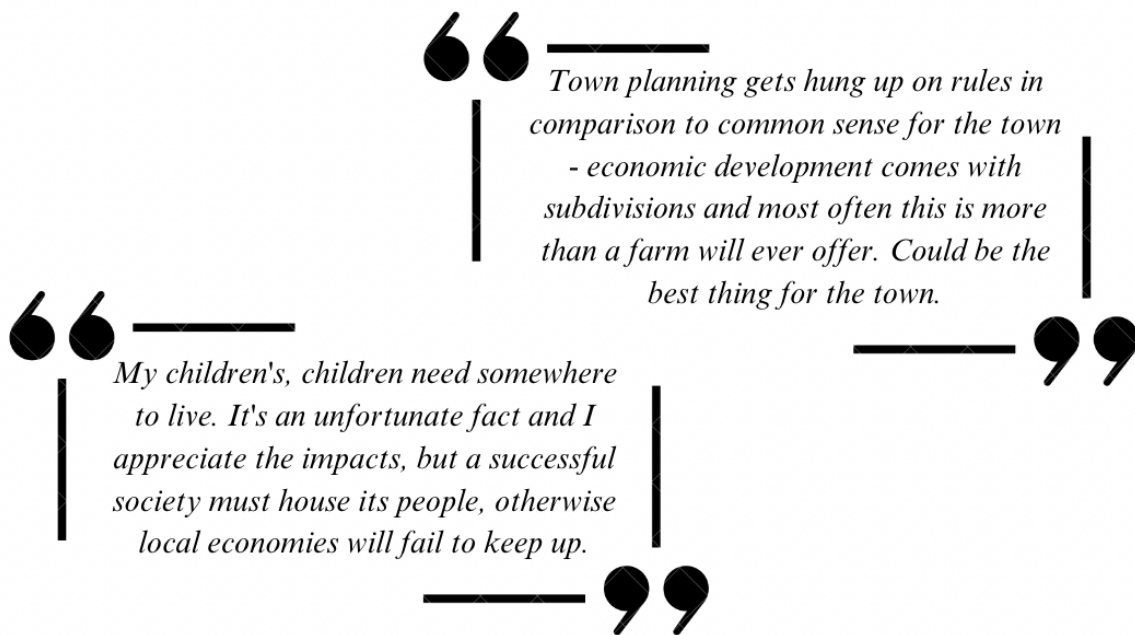 Town planning gets hung up on rules in
comparison to common sense for the town
- economic development comes with
subdivisions and most often this is more
than a farm will ever offer. Could be the
best thing for the town.
My children's, children need somewhere
to live. It's an unfortunate fact and I
appreciate the impacts, but a successful
society must house its people, otherwise
local economies will fail to keep up.